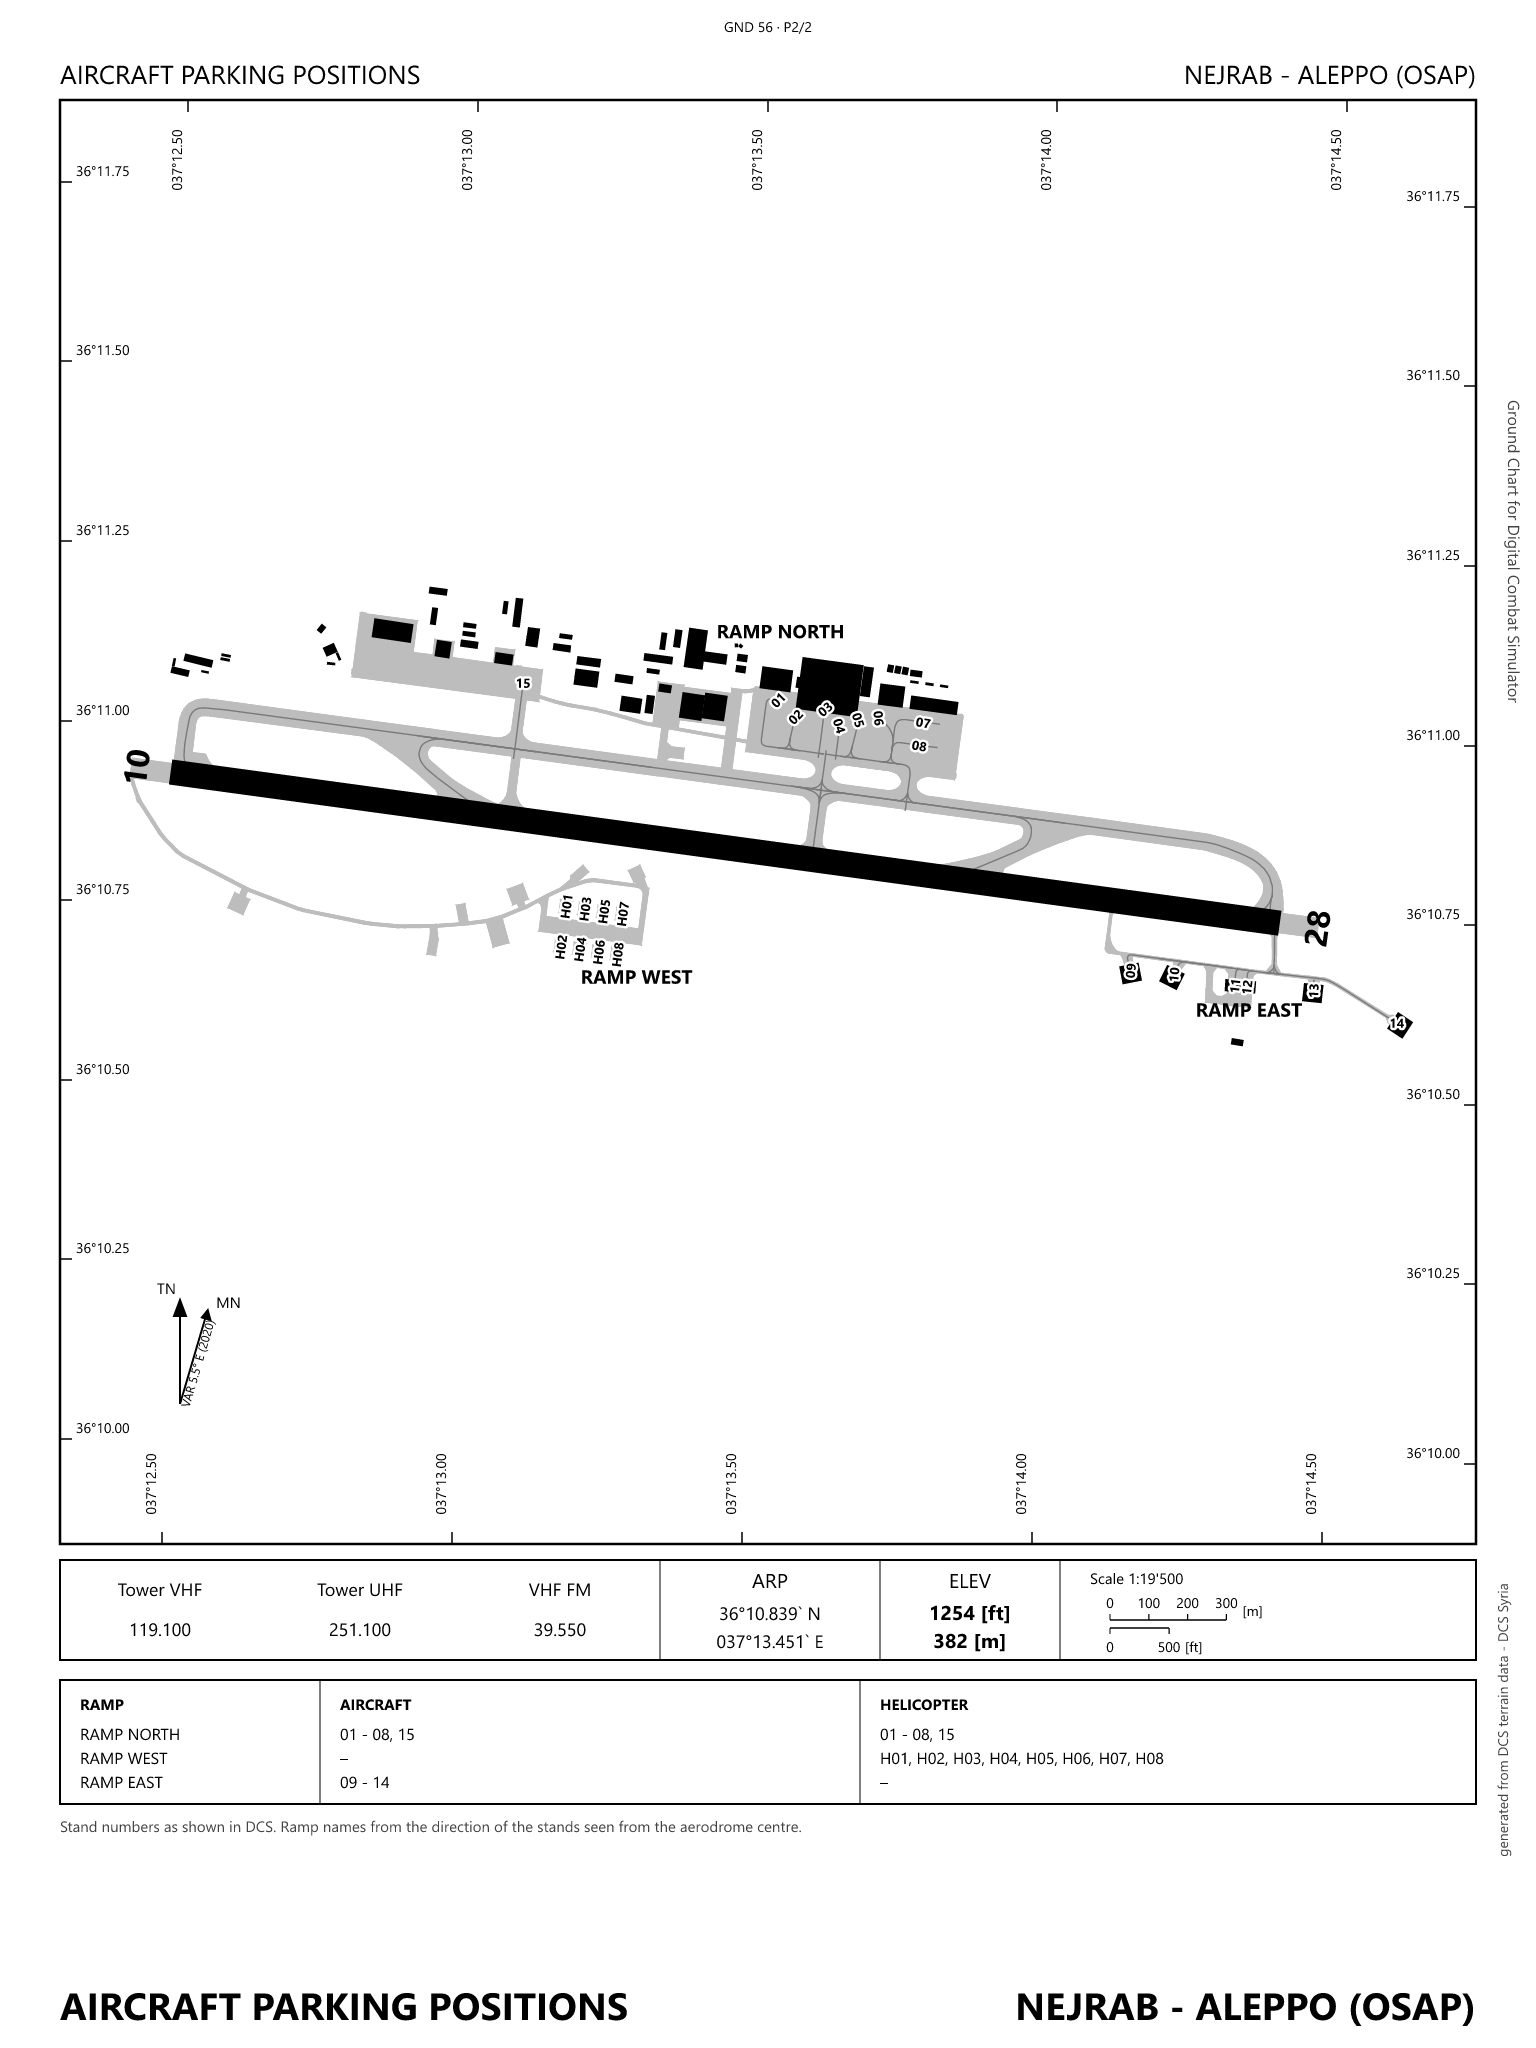 GND 56 · P2/2
AIRCRAFT PARKING POSITIONS
NEJRAB - ALEPPO (OSAP)
037°12.50
037°13.00
037°13.50
037°14.00
037°14.50
36°11.75
36°11.75
36°11.50
36°11.50
36°11.25
36°11.25
36°11.00
36°11.00
36°10.75
36°10.75
36°10.50
36°10.50
36°10.25
36°10.25
36°10.00
36°10.00
RAMP NORTH
15
01
02
03
04
05
06
07
08
10
28
H01
H03
H05
H07
H02
H04
H06
H08
RAMP WEST
09
10
11
12
13
14
RAMP EAST
TN
MN
VAR 5.5° E (2020)
037°12.50
037°13.00
037°13.50
037°14.00
037°14.50
Ground Chart for Digital Combat Simulator
Tower VHF
119.100
Tower UHF
251.100
VHF FM
39.550
ARP
36°10.839` N
037°13.451` E
ELEV
1254 [ft]
382 [m]
Scale 1:19'500
0 100 200 300 [m]
0 500 [ft]
generated from DCS terrain data - DCS Syria
RAMP AIRCRAFT HELICOPTER
RAMP NORTH 01 - 08, 15 01 - 08, 15
RAMP WEST – H01, H02, H03, H04, H05, H06, H07, H08
RAMP EAST 09 - 14 –
Stand numbers as shown in DCS. Ramp names from the direction of the stands seen from the aerodrome centre.
AIRCRAFT PARKING POSITIONS
NEJRAB - ALEPPO (OSAP)